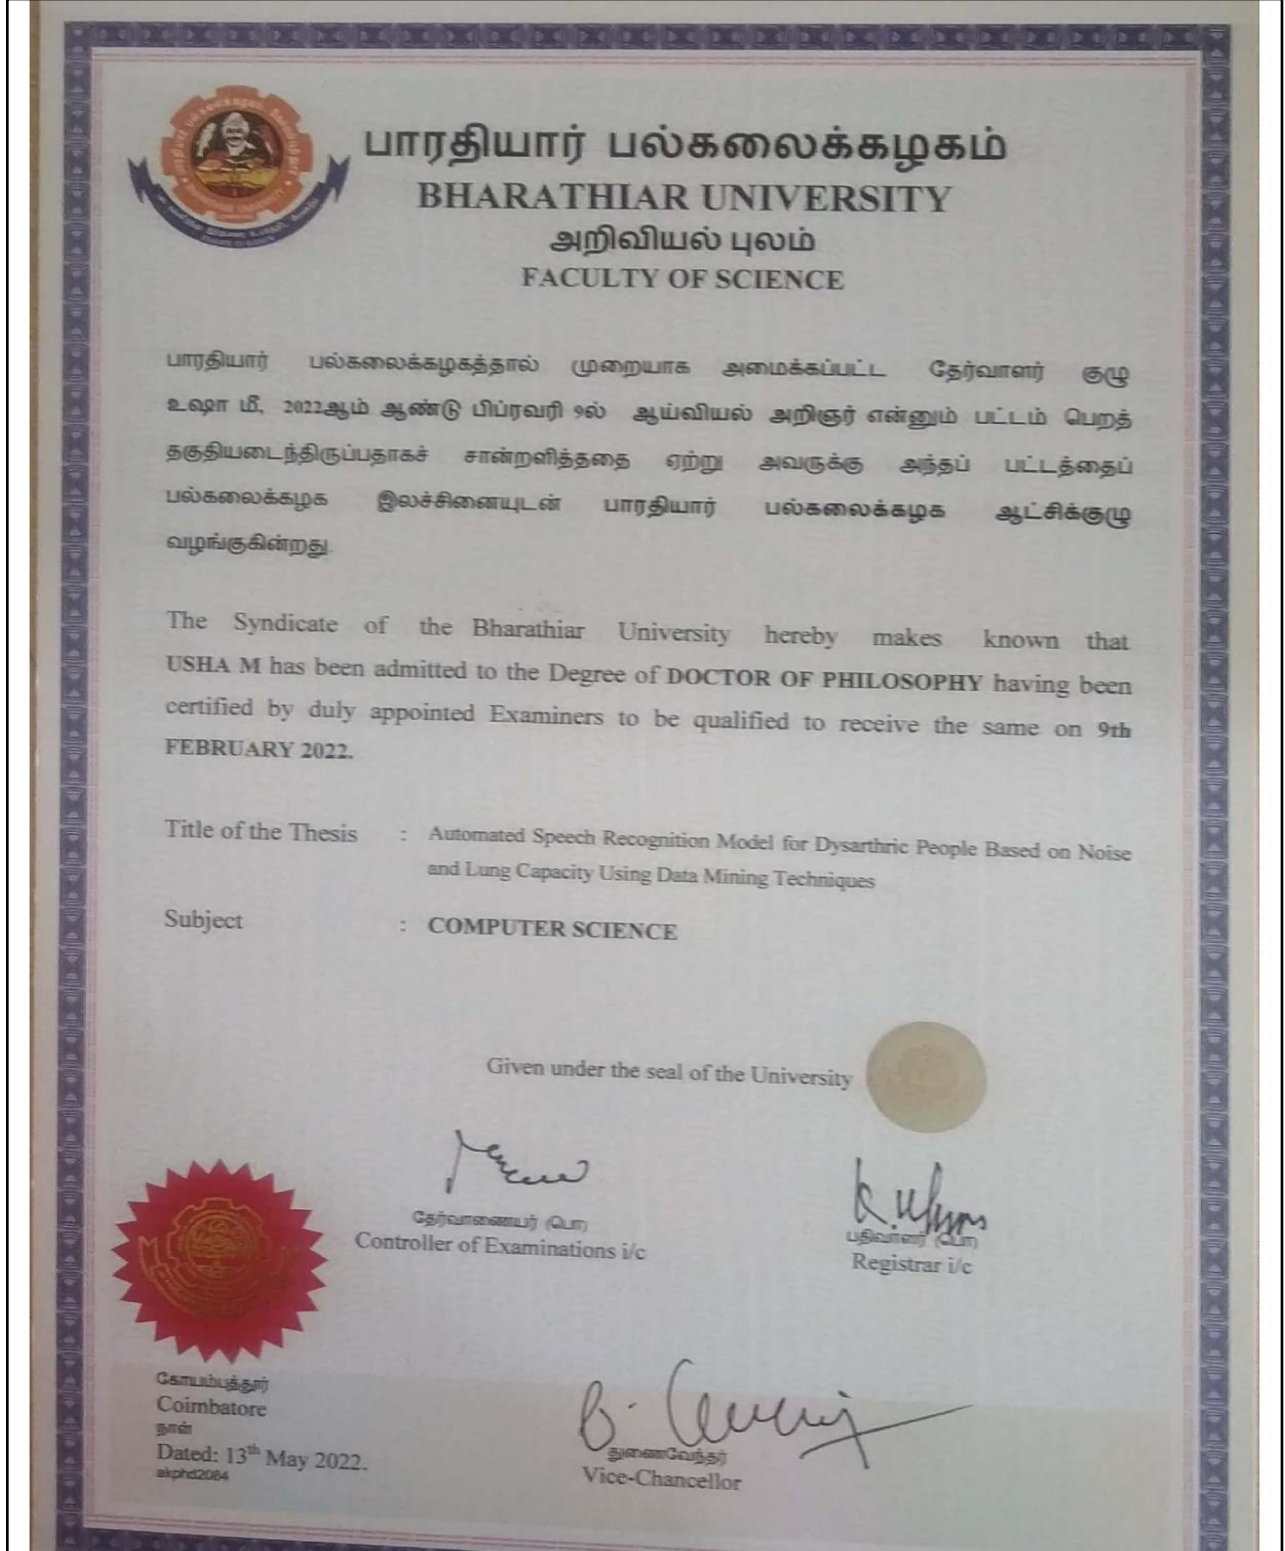 பாரதியார் பல்கலைக்கழகம்
BHARATHIAR UNIVERSITY
அறிவியல் புலம்
FACULTY OF SCIENCE
பாரதியார் பல்கலைக்கழகத்தால் முறையாக அமைக்கப்பட்ட தேர்வாளர் குழு
உஷா மீ, 2022ஆம் ஆண்டு பிப்ரவரி 9ல் ஆய்வியல் அறிஞர் என்னும் பட்டம் பெறத்
தகுதியடைந்திருப்பதாகச் சான்றளித்ததை ஏற்று அவருக்கு அந்தப் பட்டத்தைப்
பல்கலைக்கழக இலச்சினையுடன் பாரதியார் பல்கலைக்கழக ஆட்சிக்குழு
வழங்குகின்றது.
The Syndicate of the Bharathiar University hereby makes known that
USHA M has been admitted to the Degree of DOCTOR OF PHILOSOPHY having been
certified by duly appointed Examiners to be qualified to receive the same on 9th
FEBRUARY 2022.
Title of the Thesis : Automated Speech Recognition Model for Dysarthric People Based on Noise
and Lung Capacity Using Data Mining Techniques
Subject : COMPUTER SCIENCE
Given under the seal of the University
தேர்வாணையர் (பொ)
Controller of Examinations i/c
பதிவாளர் (பொ)
Registrar i/c
கோயம்புத்தூர்
Coimbatore
நாள்
Dated: 13th May 2022.
akphd2084
துணைவேந்தர்
Vice-Chancellor